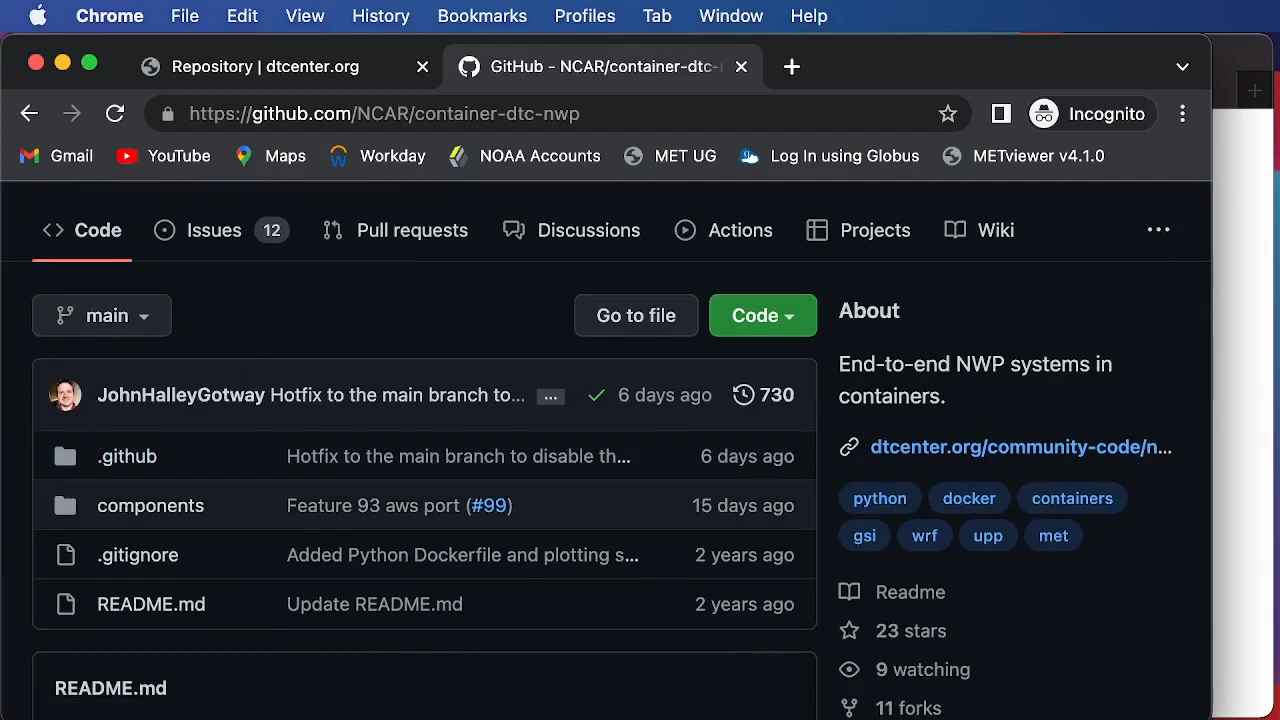 Chrome File Edit View History Bookmarks Profiles Tab Window Help
Repository | dtcenter.org GitHub - NCAR/container-dtc-
https://github.com/NCAR/container-dtc-nwp Incognito
Gmail YouTube Maps Workday NOAA Accounts MET UG Log In using Globus METviewer v4.1.0
Code Issues 12 Pull requests Discussions Actions Projects Wiki
main Go to file Code
About
End-to-end NWP systems in
containers.
JohnHalleyGotway Hotfix to the main branch to... ... 6 days ago 730
dtcenter.org/community-code/n...
.github Hotfix to the main branch to disable th... 6 days ago
components Feature 93 aws port (#99) 15 days ago
python docker containers
gsi wrf upp met
.gitignore Added Python Dockerfile and plotting s... 2 years ago
README.md Update README.md 2 years ago
Readme
23 stars
9 watching
11 forks
README.md